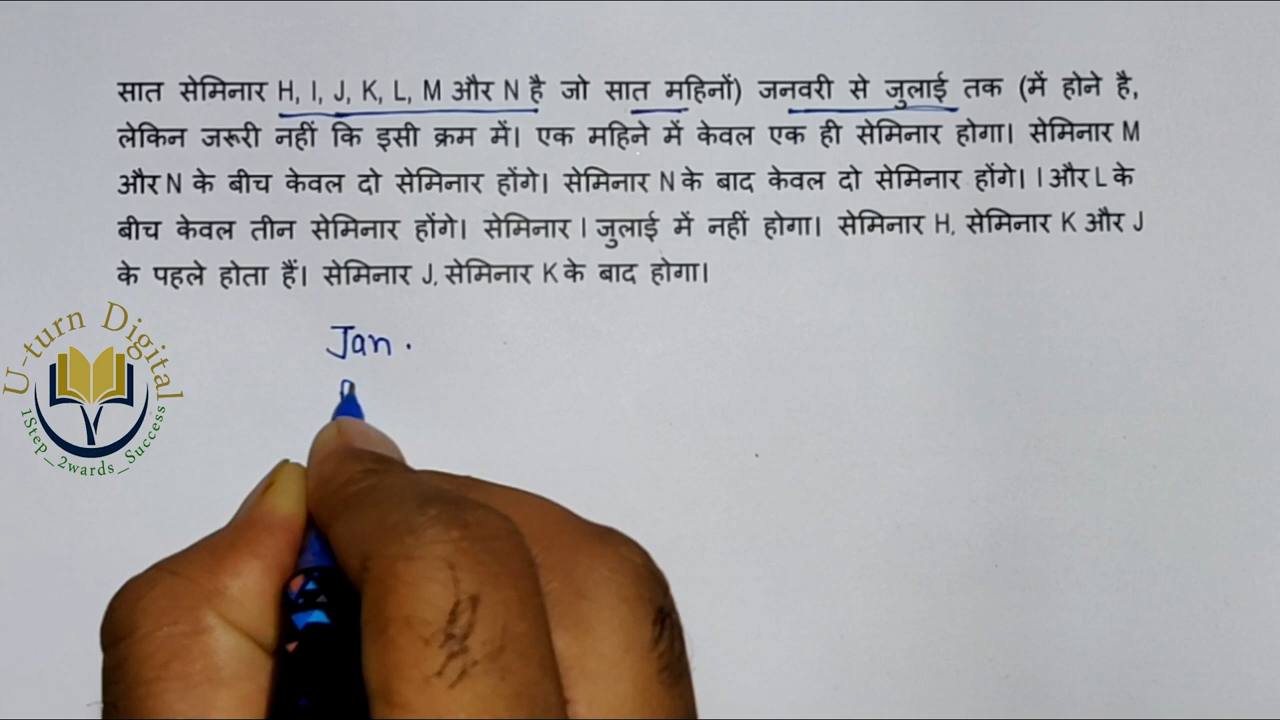 सात सेमिनार H, I, J, K, L, M और N है जो सात महिनों) जनवरी से जुलाई तक (में होने है,
लेकिन जरूरी नहीं कि इसी क्रम में। एक महिने में केवल एक ही सेमिनार होगा। सेमिनार M
और N के बीच केवल दो सेमिनार होंगे। सेमिनार N के बाद केवल दो सेमिनार होंगे। I और L के
बीच केवल तीन सेमिनार होंगे। सेमिनार I जुलाई में नहीं होगा। सेमिनार H, सेमिनार K और J
के पहले होता हैं। सेमिनार J, सेमिनार K के बाद होगा।
Jan.
U-turn Digital
1Step_2wards_Success